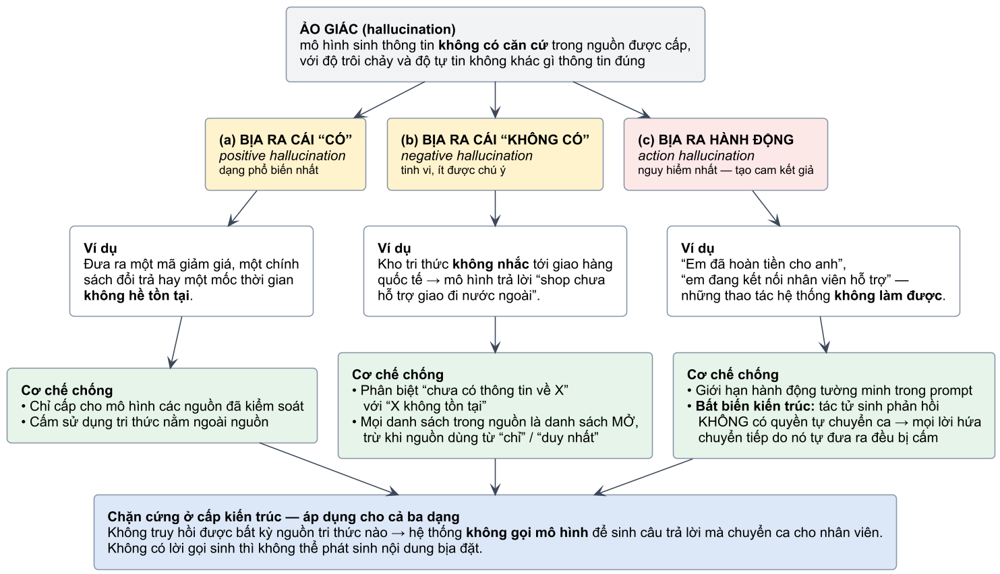 ẢO GIÁC (hallucination)
mô hình sinh thông tin không có căn cứ trong nguồn được cấp,
với độ trôi chảy và độ tự tin không khác gì thông tin đúng
(a) BỊA RA CÁI “CÓ”
positive hallucination
dạng phổ biến nhất
(b) BỊA RA CÁI “KHÔNG CÓ”
negative hallucination
tinh vi, ít được chú ý
(c) BỊA RA HÀNH ĐỘNG
action hallucination
nguy hiểm nhất — tạo cam kết giả
Ví dụ
Đưa ra một mã giảm giá, một chính
sách đổi trả hay một mốc thời gian
không hề tồn tại.
Ví dụ
Kho tri thức không nhắc tới giao hàng
quốc tế → mô hình trả lời “shop chưa
hỗ trợ giao đi nước ngoài”.
Ví dụ
“Em đã hoàn tiền cho anh”,
“em đang kết nối nhân viên hỗ trợ” —
những thao tác hệ thống không làm được.
Cơ chế chống
• Chỉ cấp cho mô hình các nguồn đã kiểm soát
• Cấm sử dụng tri thức nằm ngoài nguồn
Cơ chế chống
• Phân biệt “chưa có thông tin về X”
với “X không tồn tại”
• Mọi danh sách trong nguồn là danh sách MỞ,
trừ khi nguồn dùng từ “chỉ” / “duy nhất”
Cơ chế chống
• Giới hạn hành động tường minh trong prompt
• Bất biến kiến trúc: tác tử sinh phản hồi
KHÔNG có quyền tự chuyển ca → mọi lời hứa
chuyển tiếp do nó tự đưa ra đều bị cấm
Chặn cứng ở cấp kiến trúc — áp dụng cho cả ba dạng
Không truy hồi được bất kỳ nguồn tri thức nào → hệ thống không gọi mô hình để sinh câu trả lời mà chuyển ca cho nhân viên.
Không có lời gọi sinh thì không thể phát sinh nội dung bịa đặt.